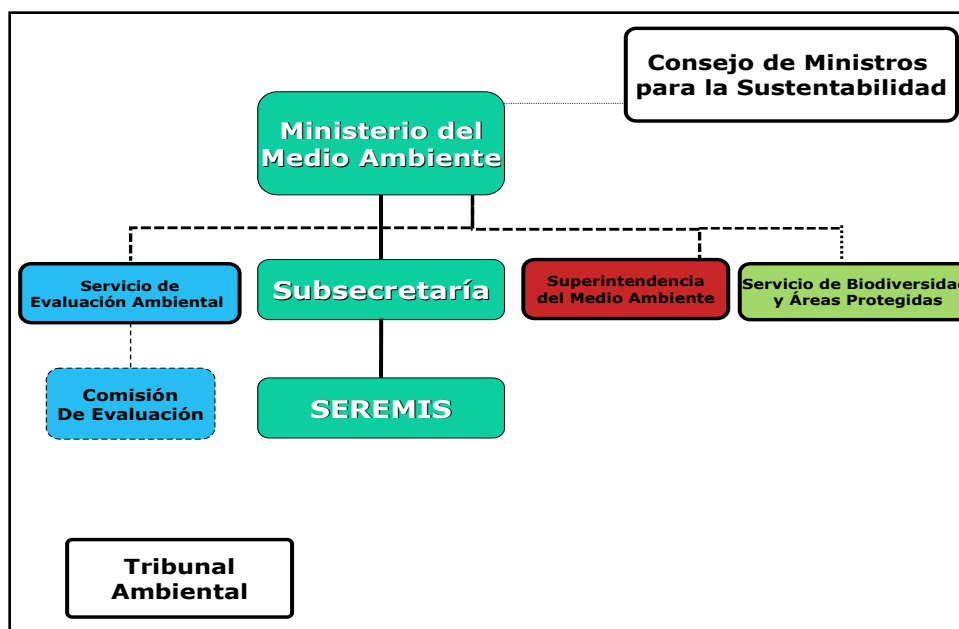 Consejo de Ministros
para la Sustentabilidad
Ministerio del
Medio Ambiente
Servicio de
Evaluación Ambiental
Subsecretaría
Superintendencia
del Medio Ambiente
Servicio de Biodiversidad
y Áreas Protegidas
Comisión
De Evaluación
SEREMIS
Tribunal
Ambiental